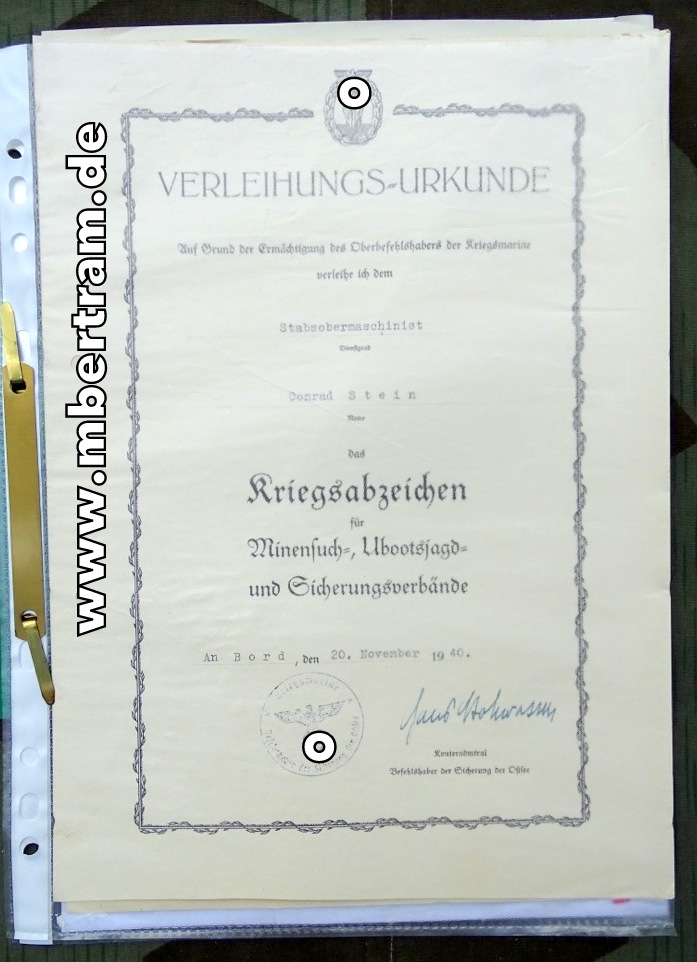 www.mbertram.de
VERLEIHUNGS-URKUNDE
Auf Grund der Ermächtigung des Oberbefehlshabers der Kriegsmarine
verleihe ich dem
Stabsobermaschinist
Dienstgrad
Conrad Stein
Name
das
Kriegsabzeichen
für
Minensuch-, Ubootsjagd-
und Sicherungsverbände
An Bord, den 20. November 1940.
Kriegsmarine
Konteradmiral
Befehlshaber der Sicherung der Ostsee